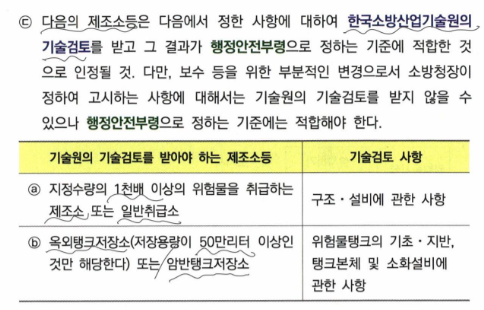 ⓒ 다음의 제조소등은 다음에서 정한 사항에 대하여 한국소방산업기술원의
기술검토를 받고 그 결과가 행정안전부령으로 정하는 기준에 적합한 것
으로 인정될 것. 다만, 보수 등을 위한 부분적인 변경으로서 소방청장이
정하여 고시하는 사항에 대해서는 기술원의 기술검토를 받지 않을 수
있으나 행정안전부령으로 정하는 기준에는 적합해야 한다.
기술원의 기술검토를 받아야 하는 제조소등 기술검토 사항
ⓐ 지정수량의 1천배 이상의 위험물을 취급하는
제조소 또는 일반취급소
구조·설비에 관한 사항
ⓑ 옥외탱크저장소(저장용량이 50만리터 이상인
것만 해당한다) 또는 암반탱크저장소
위험물탱크의 기초·지반,
탱크본체 및 소화설비에
관한 사항